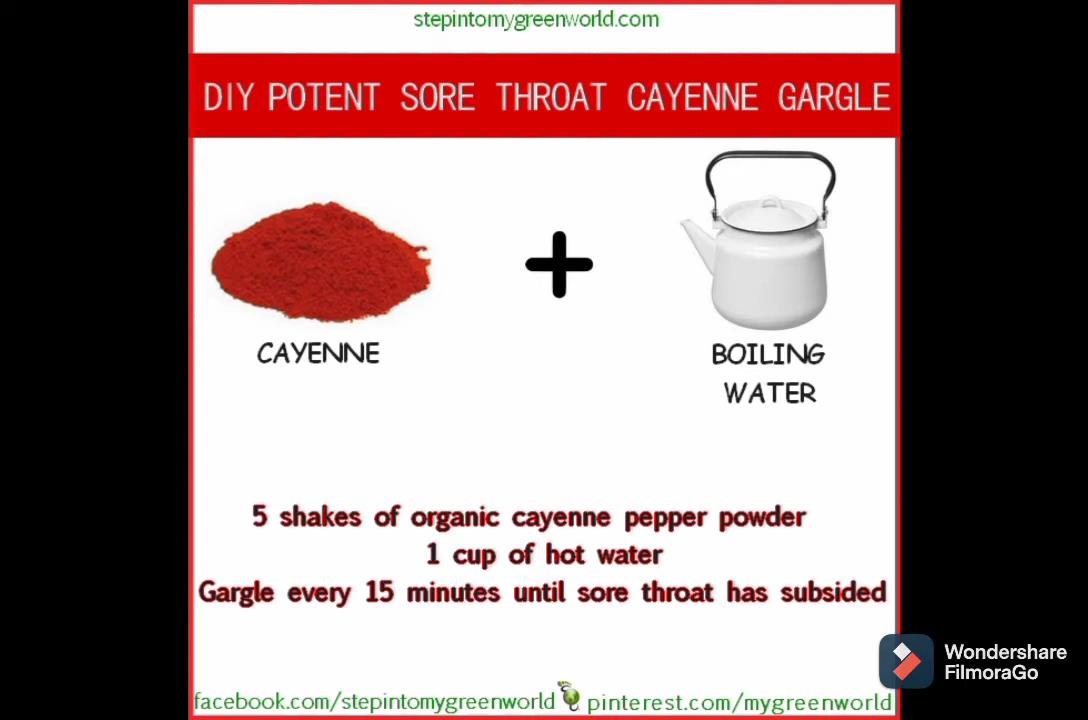 stepintomygreenworld.com
DIY POTENT SORE THROAT CAYENNE GARGLE
CAYENNE
BOILING
WATER
5 shakes of organic cayenne pepper powder
1 cup of hot water
Gargle every 15 minutes until sore throat has subsided
Wondershare
FilmoraGo
facebook.com/stepintomygreenworld pinterest.com/mygreenworld